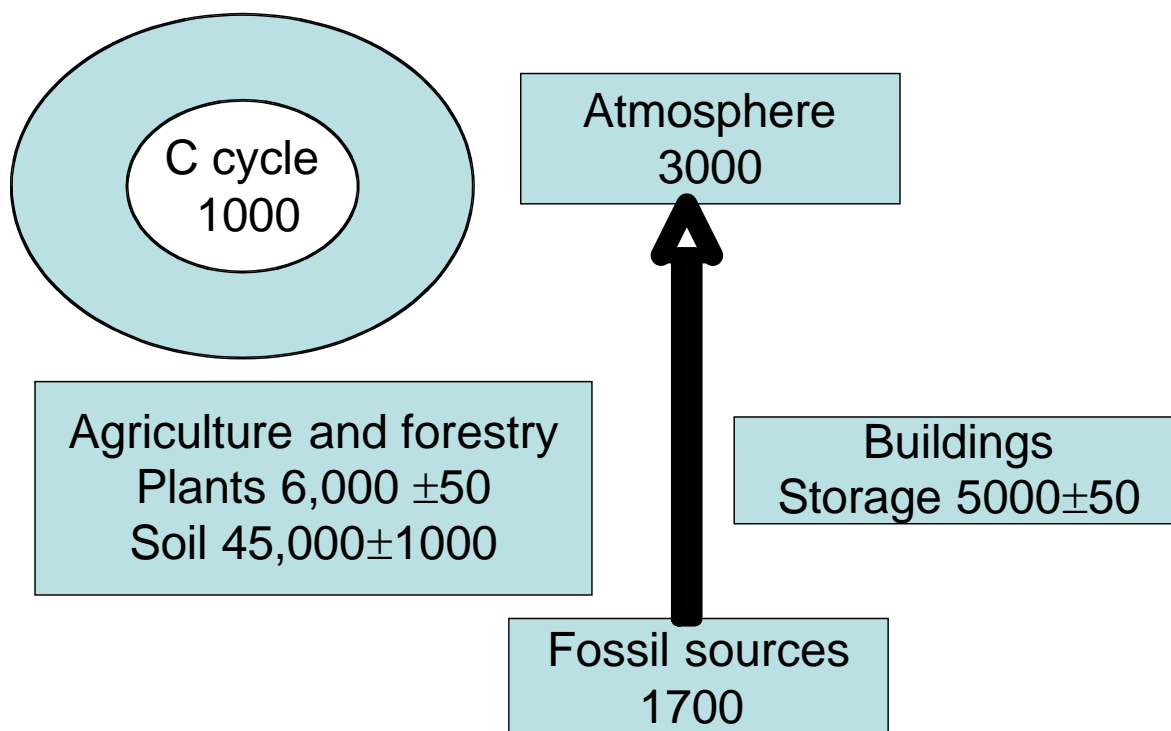 C cycle
1000
Atmosphere
3000
Agriculture and forestry
Plants 6,000 ±50
Soil 45,000±1000
Buildings
Storage 5000±50
Fossil sources
1700